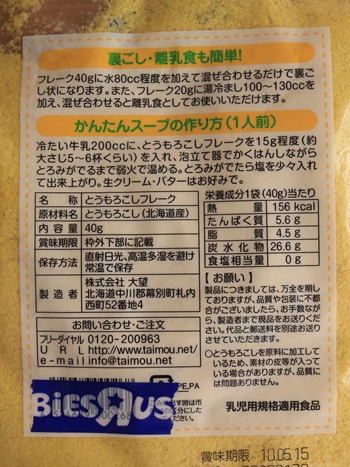 裏ごし・離乳食も簡単!
フレーク40gに水80cc程度を加えて混ぜ合わせるだけで裏ご
し状になります。また、フレーク20gに湯冷まし100〜130ccを
加え、混ぜ合わせると離乳食としてお使いいただけます。
かんたんスープの作り方(1人前)
冷たい牛乳200ccに、とうもろこしフレークを15g程度(約
大さじ5〜6杯くらい)を入れ、泡立て器でかくはんしながら
とろみがでるまで弱火で温める。とろみがでたら塩を少々入れ
て出来上がり。生クリーム・バターはお好みで。
名称 とうもろこしフレーク
原材料名 とうもろこし(北海道産)
内容量 40g
賞味期限 枠外下部に記載
保存方法 直射日光、高温多湿を避け
常温で保存
製造者 株式会社 大望
北海道中川郡幕別町札内
西町52番地4
お問い合わせ・ご注文
フリーダイヤル 0120-200963
URL http://www.taimou.net/
e-mail info@taimou.net
栄養成分1袋(40g)当たり
熱量 156 kcal
たんぱく質 5.6 g
脂質 4.5 g
炭水化物 26.6 g
食塩相当量 0 g
【お願い】
製品につきましては、万全を期し
ておりますが、品質や包装に不都
合がございましたら、お手数なが
ら、製造者まで現品をお送りくださ
い。代品と郵送料を別途お送りさ
せていただきます。
○とうもろこしを原料に加工してい
るため、素材の皮等が入って
いる場合がありますが、品質に
は問題ありません。
PE,PA
す時は市
BiESRUS
乳児用規格適用食品
賞味期限 18.05.15